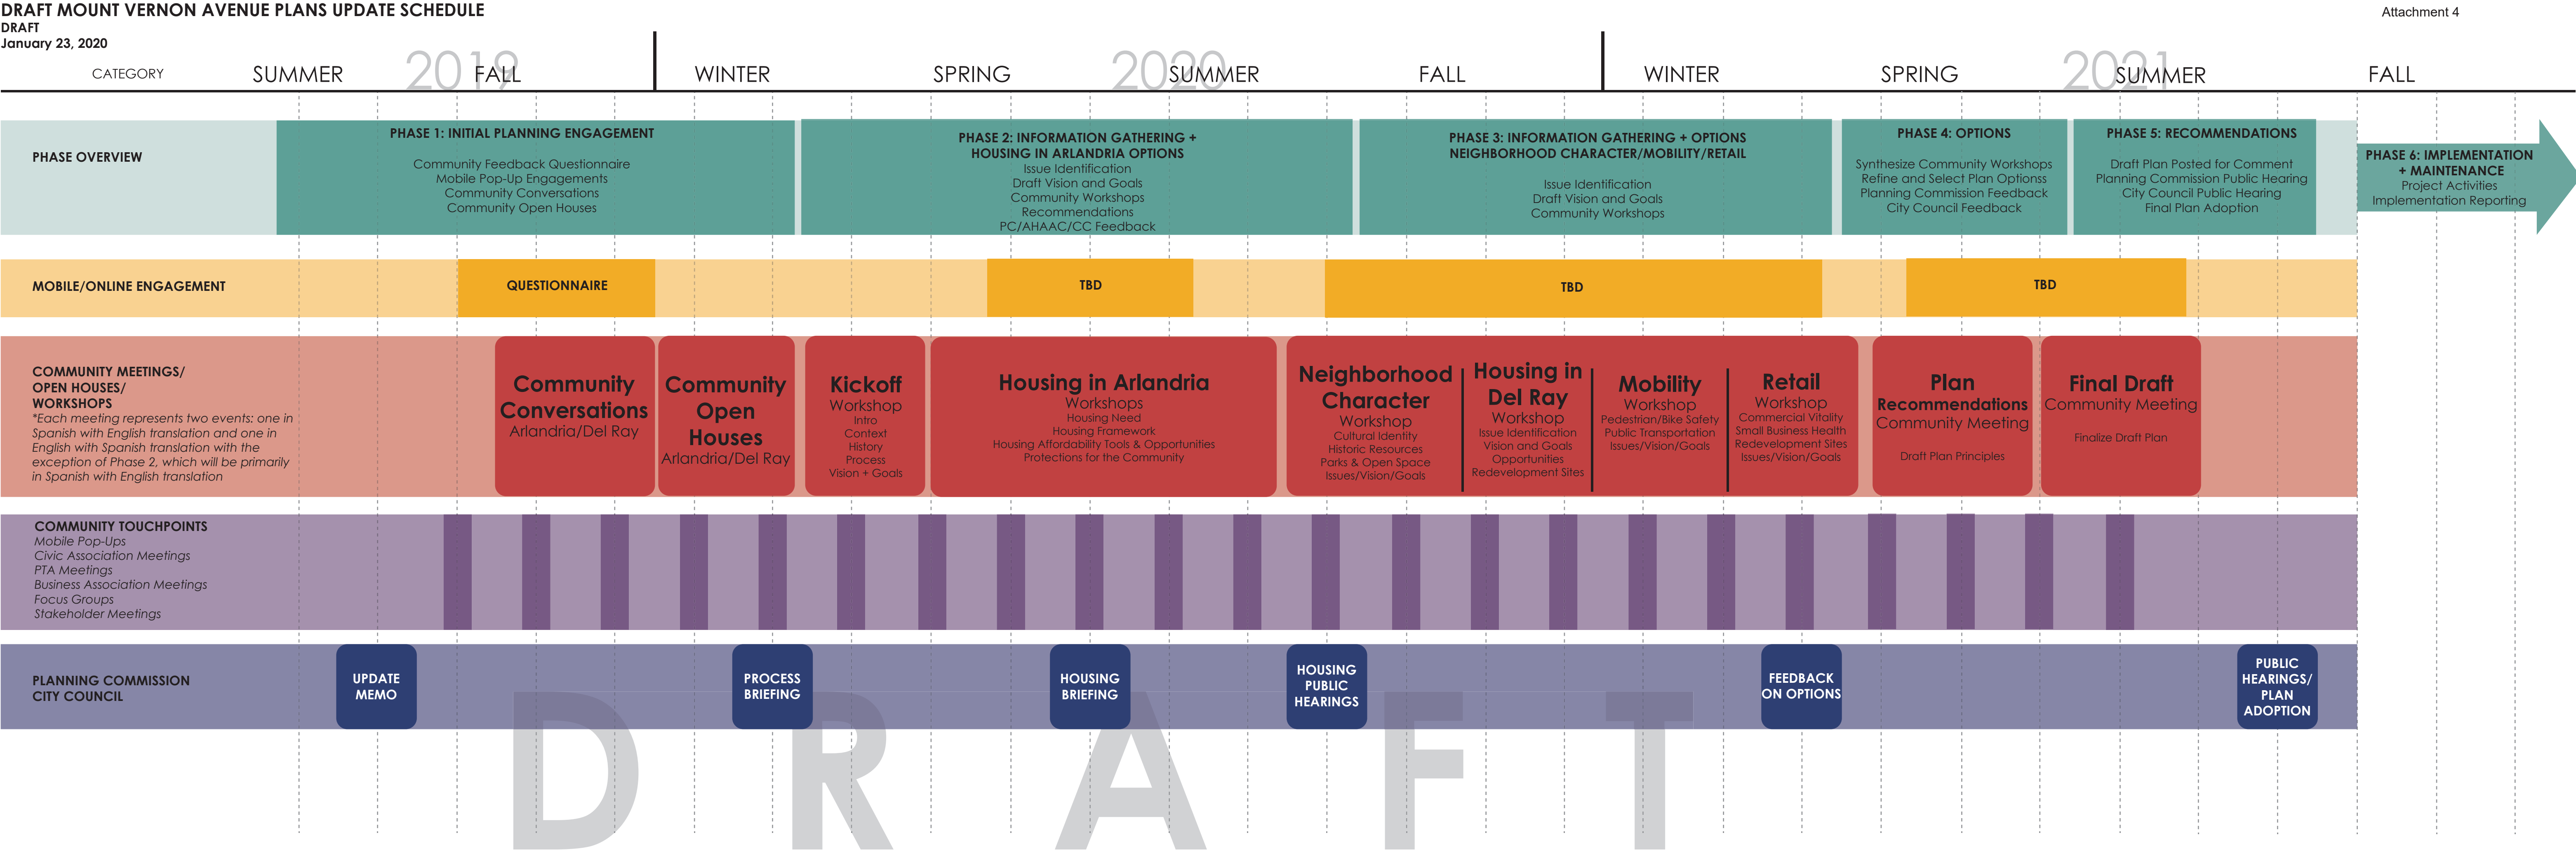 DRAFT MOUNT VERNON AVENUE PLANS UPDATE SCHEDULE
DRAFT
January 23, 2020
Attachment 4
2019
2020
2021
CATEGORY
SUMMER
FALL
WINTER
SPRING
SUMMER
FALL
WINTER
SPRING
SUMMER
FALL
PHASE OVERVIEW
PHASE 1: INITIAL PLANNING ENGAGEMENT
Community Feedback Questionnaire
Mobile Pop-Up Engagements
Community Conversations
Community Open Houses
PHASE 2: INFORMATION GATHERING +
HOUSING IN ARLANDRIA OPTIONS
Issue Identification
Draft Vision and Goals
Community Workshops
Recommendations
PC/AHAAC/CC Feedback
PHASE 3: INFORMATION GATHERING + OPTIONS
NEIGHBORHOOD CHARACTER/MOBILITY/RETAIL
Issue Identification
Draft Vision and Goals
Community Workshops
PHASE 4: OPTIONS
Synthesize Community Workshops
Refine and Select Plan Optionss
Planning Commission Feedback
City Council Feedback
PHASE 5: RECOMMENDATIONS
Draft Plan Posted for Comment
Planning Commission Public Hearing
City Council Public Hearing
Final Plan Adoption
PHASE 6: IMPLEMENTATION
+ MAINTENANCE
Project Activities
Implementation Reporting
MOBILE/ONLINE ENGAGEMENT
QUESTIONNAIRE
TBD
TBD
TBD
COMMUNITY MEETINGS/
OPEN HOUSES/
WORKSHOPS
*Each meeting represents two events: one in
Spanish with English translation and one in
English with Spanish translation with the
exception of Phase 2, which will be primarily
in Spanish with English translation
Community
Conversations
Arlandria/Del Ray
Community
Open
Houses
Arlandria/Del Ray
Kickoff
Workshop
Intro
Context
History
Process
Vision + Goals
Housing in Arlandria
Workshops
Housing Need
Housing Framework
Housing Affordability Tools & Opportunities
Protections for the Community
Neighborhood
Character
Workshop
Cultural Identity
Historic Resources
Parks & Open Space
Issues/Vision/Goals
Housing in
Del Ray
Workshop
Issue Identification
Vision and Goals
Opportunities
Redevelopment Sites
Mobility
Workshop
Pedestrian/Bike Safety
Public Transportation
Issues/Vision/Goals
Retail
Workshop
Commercial Vitality
Small Business Health
Redevelopment Sites
Issues/Vision/Goals
Plan
Recommendations
Community Meeting
Draft Plan Principles
Final Draft
Community Meeting
Finalize Draft Plan
COMMUNITY TOUCHPOINTS
Mobile Pop-Ups
Civic Association Meetings
PTA Meetings
Business Association Meetings
Focus Groups
Stakeholder Meetings
PLANNING COMMISSION
CITY COUNCIL
UPDATE
MEMO
PROCESS
BRIEFING
HOUSING
BRIEFING
HOUSING
PUBLIC
HEARINGS
FEEDBACK
ON OPTIONS
PUBLIC
HEARINGS/
PLAN
ADOPTION
DRAFT